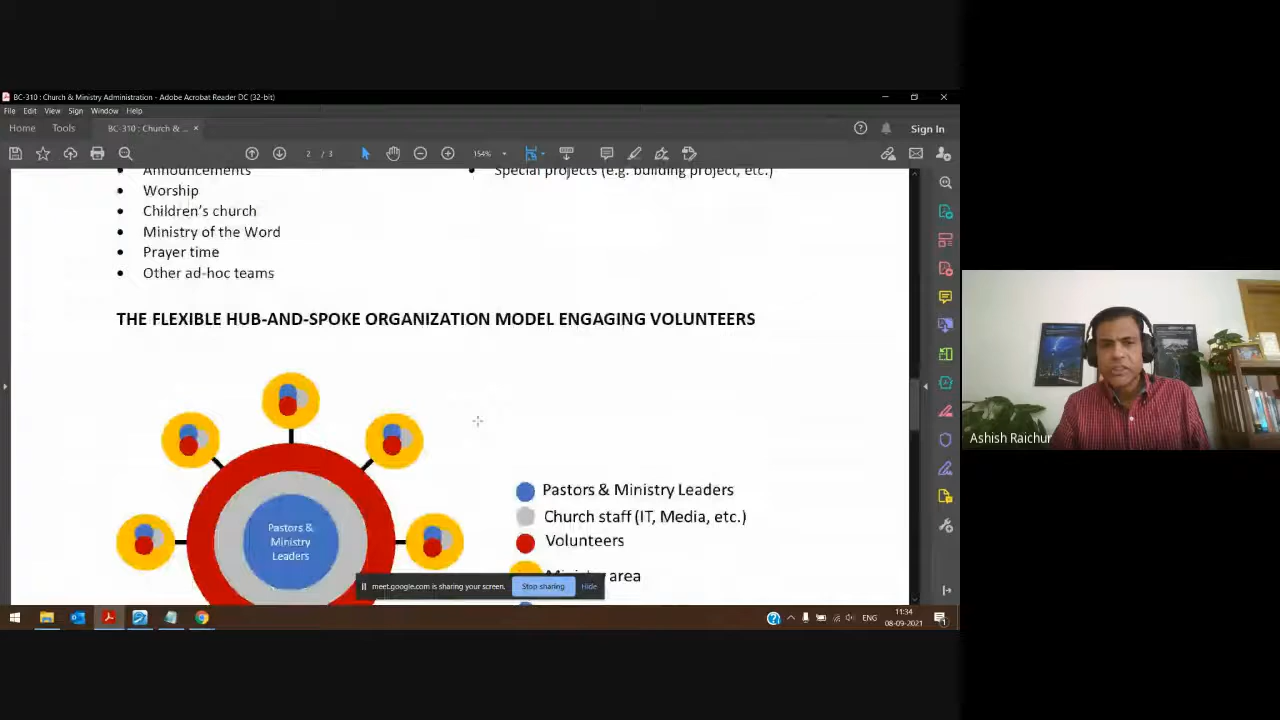 BC-310 : Church & Ministry Administration - Adobe Acrobat Reader DC (32-bit)
File Edit View Sign Window Help
Home Tools BC-310 : Church & ... × Sign In
2 / 3 154%
Announcements
Special projects (e.g. building project, etc.)
Worship
Children's church
Ministry of the Word
Prayer time
Other ad-hoc teams
THE FLEXIBLE HUB-AND-SPOKE ORGANIZATION MODEL ENGAGING VOLUNTEERS
Pastors &
Ministry
Leaders
Pastors & Ministry Leaders
Church staff (IT, Media, etc.)
Volunteers
area
meet.google.com is sharing your screen. Stop sharing Hide
Ashish Raichur
ENG 11:34
08-09-2021